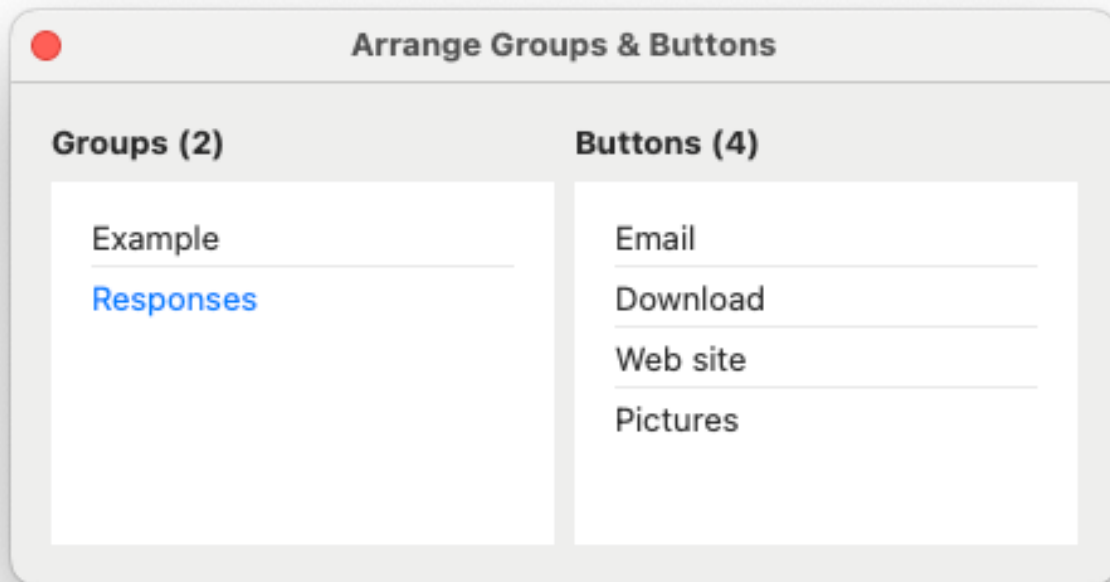 Arrange Groups & Buttons
Groups (2)
Example
Responses
Buttons (4)
Email
Download
Web site
Pictures